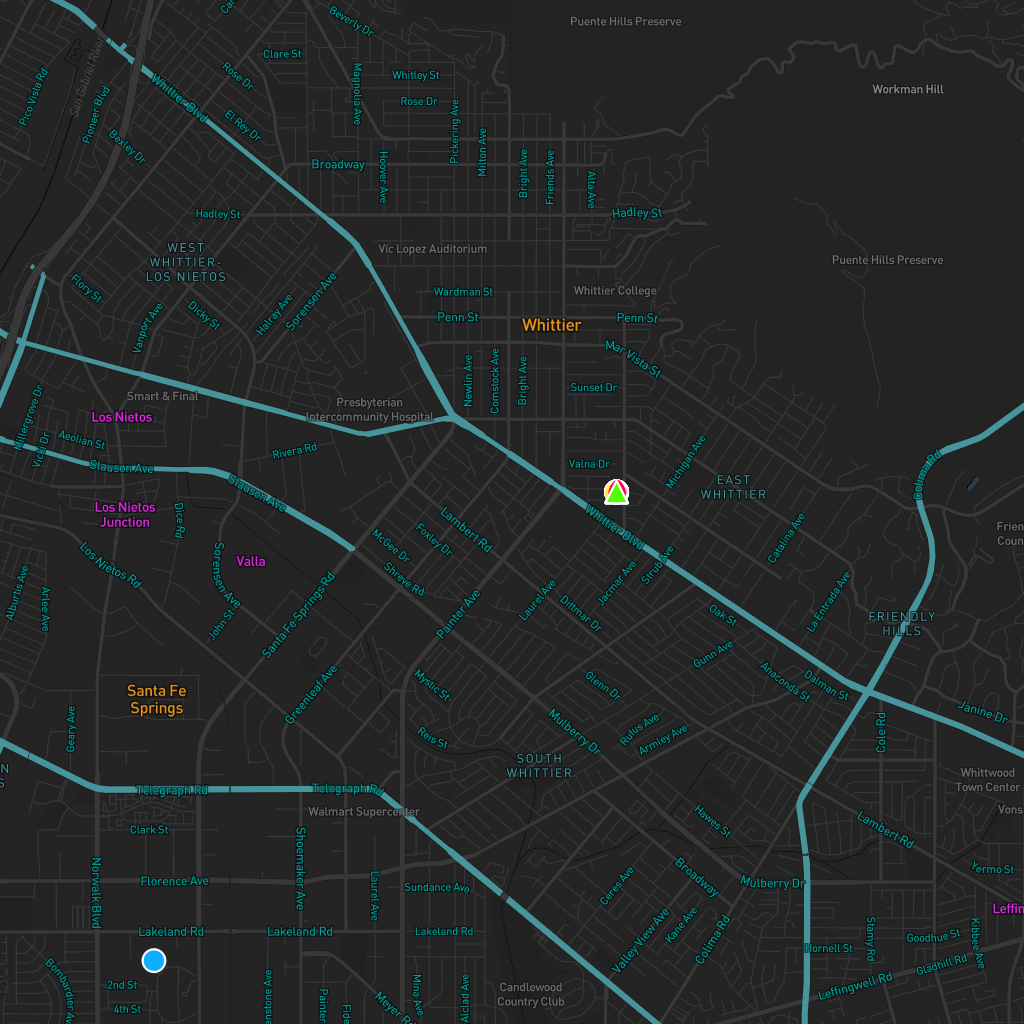 Beverly Dr
Puente Hills Preserve
Clare St
Whitley St
Rose Dr
Magnolia Ave
Workman Hill
Pico Vista Rd
San Gabriel River
Pioneer Blvd
Whittier Blvd
Rose Dr
El Rey Dr
Pickering Ave
Milton Ave
Bexley Dr
Broadway
Hoover Ave
Bright Ave
Friends Ave
Alta Ave
Hadley St
Hadley St
WEST
WHITTIER-
LOS NIETOS
Vic Lopez Auditorium
Puente Hills Preserve
Flory St
Dicky St
Vanport Ave
Halray Ave
Sorensen Ave
Wardman St
Whittier College
Penn St
Whittier
Penn St
Mar Vista St
Newlin Ave
Comstock Ave
Bright Ave
Sunset Dr
Smart & Final
Presbyterian
Intercommunity Hospital
Los Nietos
Millergrove Dr
Vicki Dr
Aeolian St
Rivera Rd
Slauson Ave
Slauson Ave
Valna Dr
Michigan Ave
EAST
WHITTIER
Colima Rd
Los Nietos
Junction
Dice Rd
Whittier Blvd
Lambert Rd
Foxley Dr
McGee Dr
Catalina Ave
Frien
Coun
Valla
Los Nietos Rd
Sorensen Ave
Shreve Rd
Strub Ave
Jacmar Ave
Laurel Ave
Dittmar Dr
Alburtis Ave
Arlee Ave
John St
Santa Fe Springs Rd
Painter Ave
Oak St
La Entrada Ave
FRIENDLY
HILLS
Gunn Ave
Santa Fe
Springs
Greenleaf Ave
Mystic St
Glenn Dr
Anaconda St
Dalman St
Geary Ave
Reis St
Mulberry Dr
Rufus Ave
Armley Ave
Cole Rd
Janine Dr
N
S
SOUTH
WHITTIER
Whittwood
Town Center
Telegraph Rd
Telegraph Rd
Walmart Supercenter
Vons
Clark St
Hawes St
Lambert Rd
Norwalk Blvd
Shoemaker Ave
Florence Ave
Laurel Ave
Sundance Ave
Ceres Ave
Broadway
Mulberry Dr
Yermo St
Leffing
Lakeland Rd
Lakeland Rd
Lakeland Rd
Valley View Ave
Kane Ave
Colima Rd
Dornell St
Stamy Rd
Goodhue St
Kibbee Ave
Gladhill Rd
Leffingwell Rd
Bombardier Av
2nd St
4th St
enstone Ave
Painter
Fide
Meyer R
Mina Ave
Alclad Ave
Candlewood
Country Club